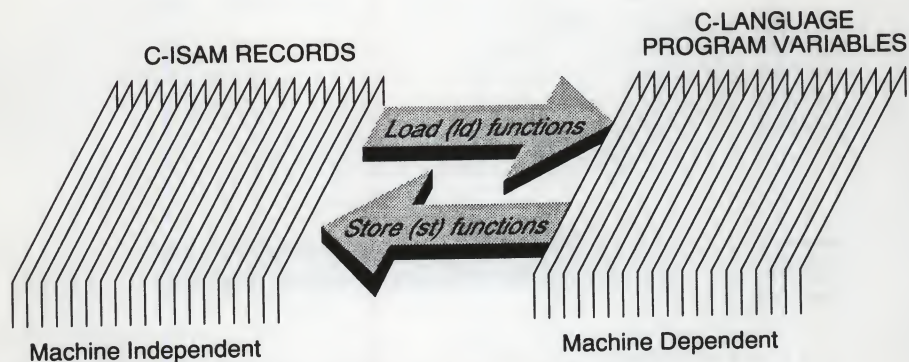 C-ISAM RECORDS
C-LANGUAGE
PROGRAM VARIABLES
Load (ld) functions
Store (st) functions
Machine Independent
Machine Dependent